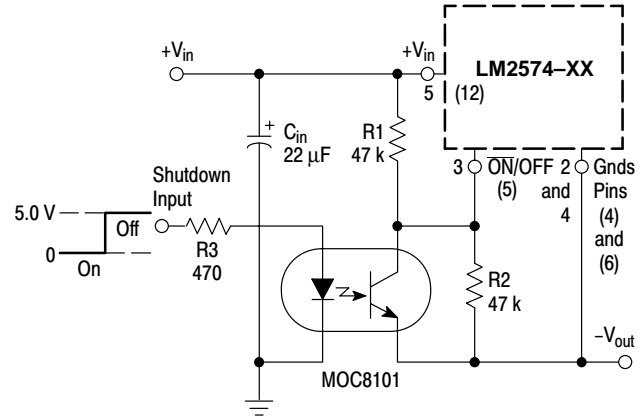 +Vin
+Vin
LM2574–XX
5
(12)
Cin
22 μF
+
R1
47 k
3
O̅N̅/OFF
(5)
2
and
4
Gnds
Pins
(4)
and
(6)
Shutdown
Input
5.0 V
Off
0
On
R3
470
R2
47 k
–Vout
MOC8101